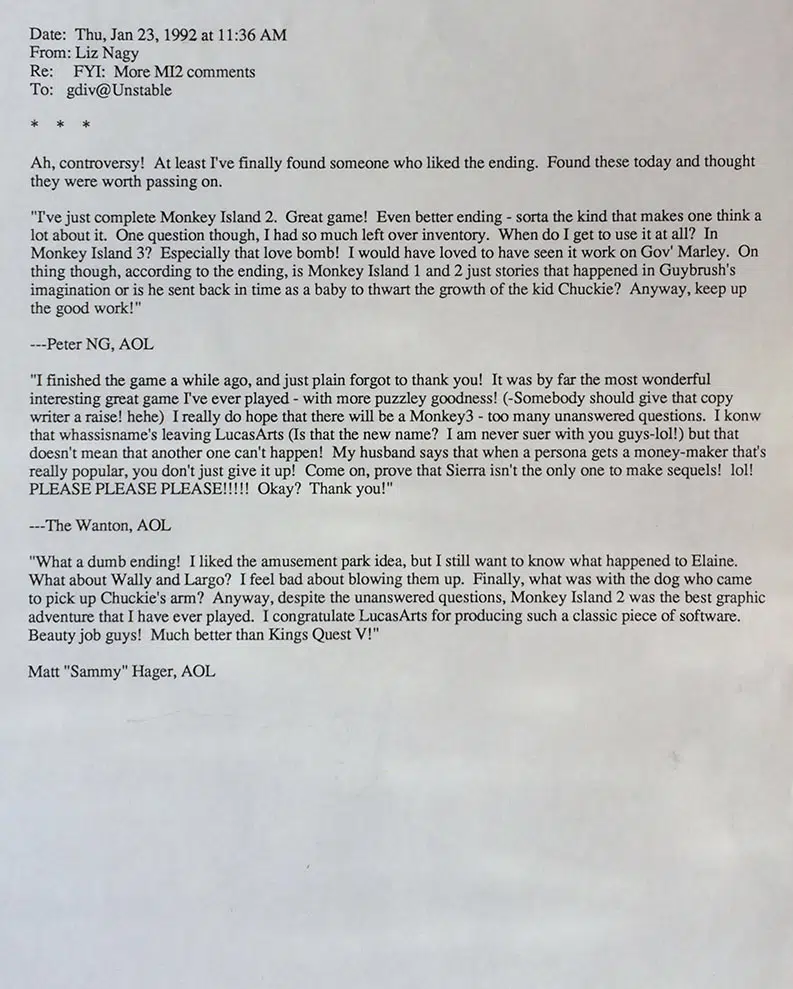 Date: Thu, Jan 23, 1992 at 11:36 AM
From: Liz Nagy
Re: FYI: More MI2 comments
To: gdiv@Unstable
* * *
Ah, controversy! At least I've finally found someone who liked the ending. Found these today and thought
they were worth passing on.
"I've just complete Monkey Island 2. Great game! Even better ending - sorta the kind that makes one think a
lot about it. One question though, I had so much left over inventory. When do I get to use it at all? In
Monkey Island 3? Especially that love bomb! I would have loved to have seen it work on Gov' Marley. On
thing though, according to the ending, is Monkey Island 1 and 2 just stories that happened in Guybrush's
imagination or is he sent back in time as a baby to thwart the growth of the kid Chuckie? Anyway, keep up
the good work!"
---Peter NG, AOL
"I finished the game a while ago, and just plain forgot to thank you! It was by far the most wonderful
interesting great game I've ever played - with more puzzley goodness! (-Somebody should give that copy
writer a raise! hehe) I really do hope that there will be a Monkey3 - too many unanswered questions. I konw
that whassisname's leaving LucasArts (Is that the new name? I am never suer with you guys-lol!) but that
doesn't mean that another one can't happen! My husband says that when a persona gets a money-maker that's
really popular, you don't just give it up! Come on, prove that Sierra isn't the only one to make sequels! lol!
PLEASE PLEASE PLEASE!!!!! Okay? Thank you!"
---The Wanton, AOL
"What a dumb ending! I liked the amusement park idea, but I still want to know what happened to Elaine.
What about Wally and Largo? I feel bad about blowing them up. Finally, what was with the dog who came
to pick up Chuckie's arm? Anyway, despite the unanswered questions, Monkey Island 2 was the best graphic
adventure that I have ever played. I congratulate LucasArts for producing such a classic piece of software.
Beauty job guys! Much better than Kings Quest V!"
Matt "Sammy" Hager, AOL